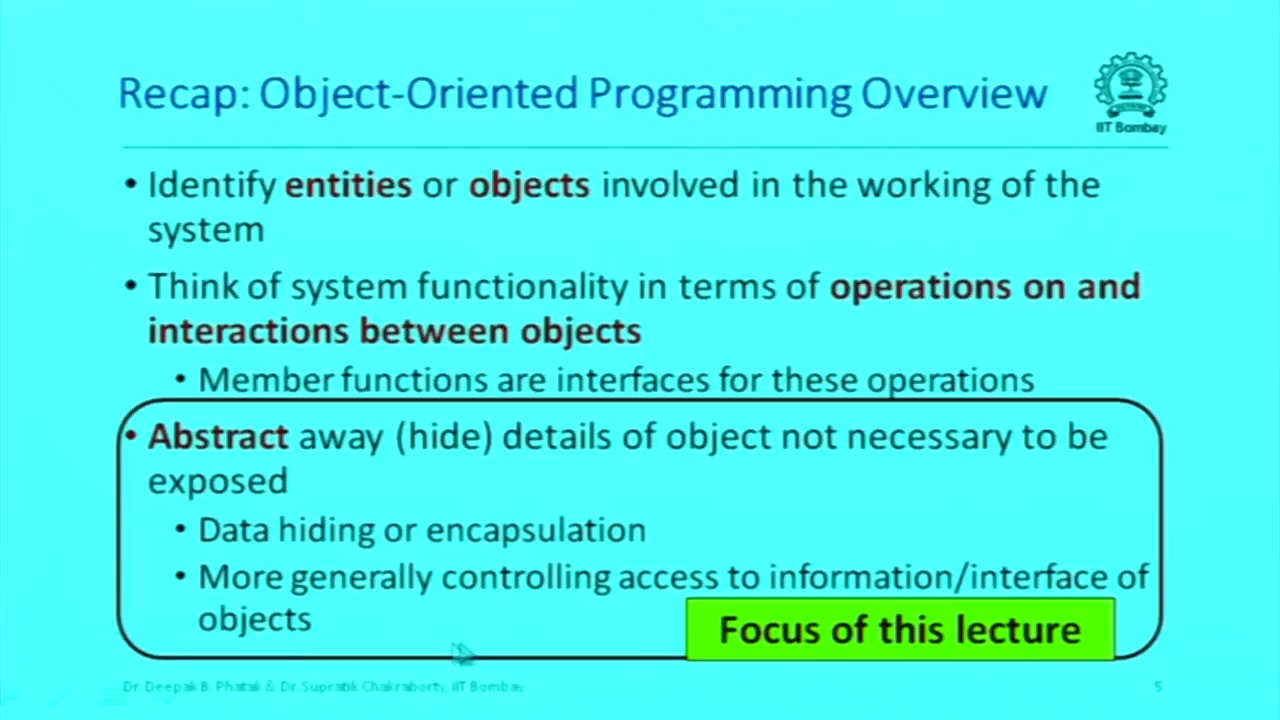 Recap: Object-Oriented Programming Overview
IIT Bombay
• Identify entities or objects involved in the working of the
system
• Think of system functionality in terms of operations on and
interactions between objects
• Member functions are interfaces for these operations
• Abstract away (hide) details of object not necessary to be
exposed
• Data hiding or encapsulation
• More generally controlling access to information/interface of
objects
Focus of this lecture
Dr. Deepak B. Phatak & Dr. Supratik Chakraborty, IIT Bombay
5